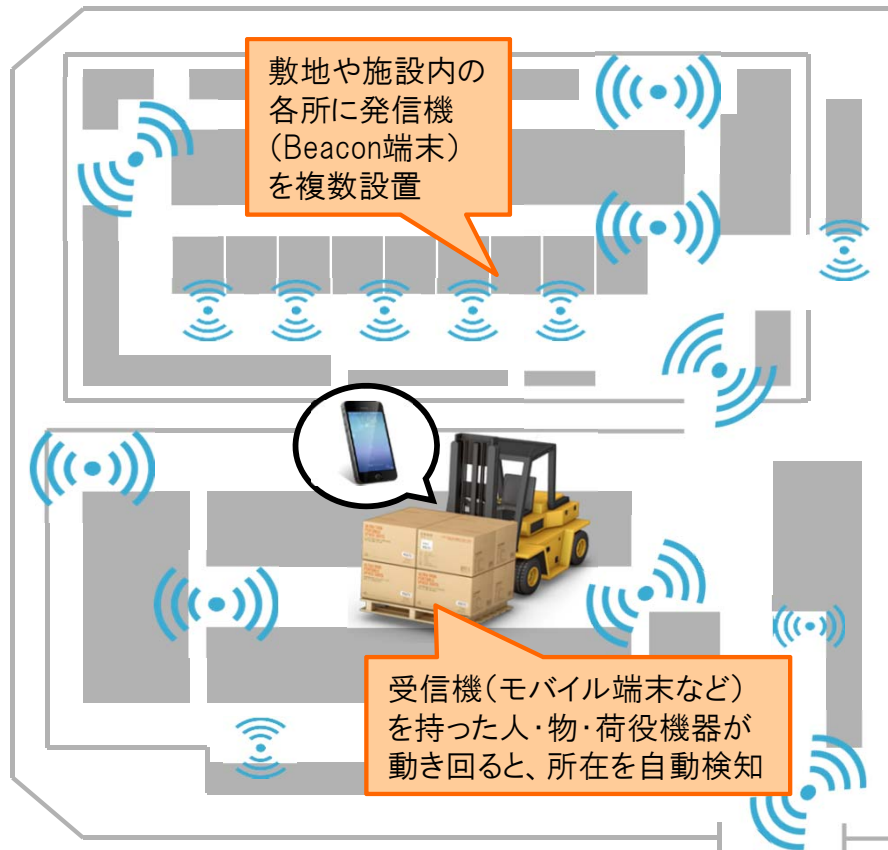 敷地や施設内の
各所に発信機
（Beacon端末）
を複数設置
受信機（モバイル端末など）
を持った人・物・荷役機器が
動き回ると、所在を自動検知